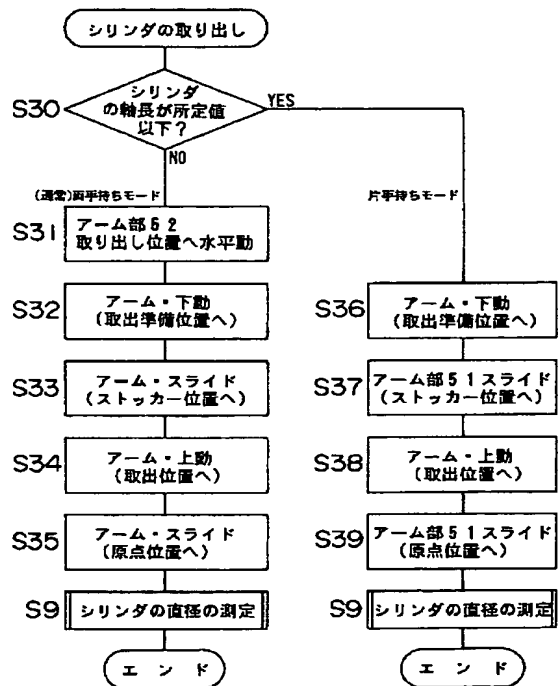 シリンダの取り出し
S30
シリンダ
の軸長が所定値
以下?
YES
NO
(通常)両手持ちモード
S31
アーム部52
取り出し位置へ水平動
S32
アーム・下動
(取出準備位置へ)
S33
アーム・スライド
(ストッカー位置へ)
S34
アーム・上動
(取出位置へ)
S35
アーム・スライド
(原点位置へ)
S9
シリンダの直径の測定
エンド
片手持ちモード
S36
アーム・下動
(取出準備位置へ)
S37
アーム部51スライド
(ストッカー位置へ)
S38
アーム・上動
(取出位置へ)
S39
アーム部51スライド
(原点位置へ)
S9
シリンダの直径の測定
エンド